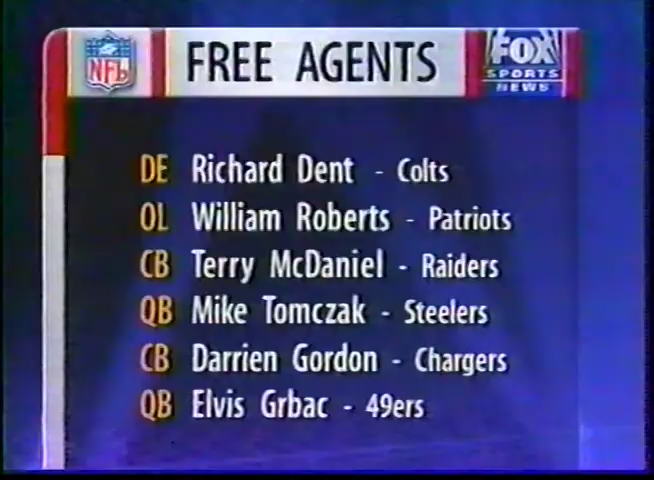 NFL
FREE AGENTS
FOX
SPORTS
NEWS
DE Richard Dent - Colts
OL William Roberts - Patriots
CB Terry McDaniel - Raiders
QB Mike Tomczak - Steelers
CB Darrien Gordon - Chargers
QB Elvis Grbac - 49ers